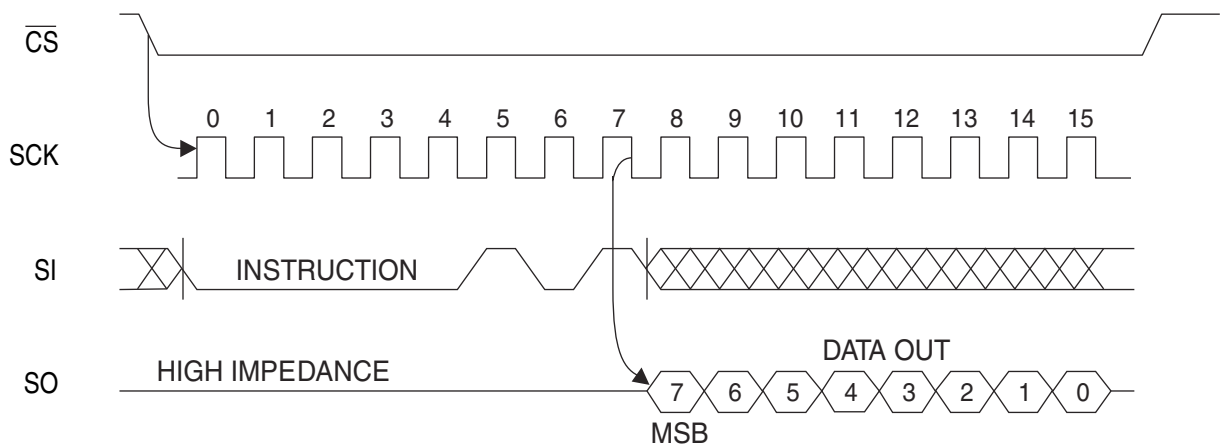 C̅S̅
0 1 2 3 4 5 6 7 8 9 10 11 12 13 14 15
SCK
SI
INSTRUCTION
DATA OUT
HIGH IMPEDANCE
SO
7 6 5 4 3 2 1 0
MSB